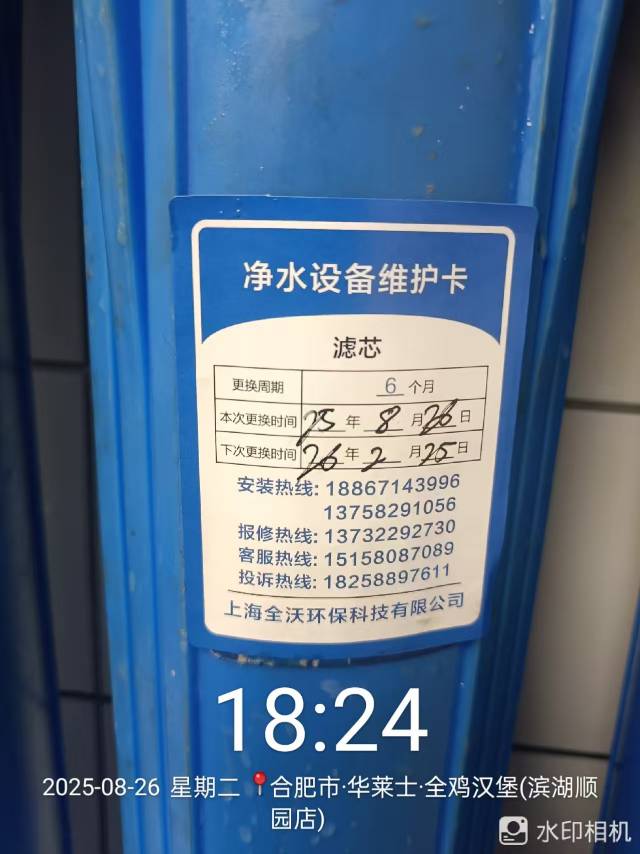 净水设备维护卡
滤芯
更换周期 6 个月
本次更换时间 25 年 8 月 26 日
下次更换时间 26 年 2 月 25 日
安装热线: 18867143996
13758291056
报修热线: 13732292730
客服热线: 15158087089
投诉热线: 18258897611
上海全沃环保科技有限公司
18:24
2025-08-26 星期二 合肥市·华莱士·全鸡汉堡(滨湖顺
园店)
水印相机